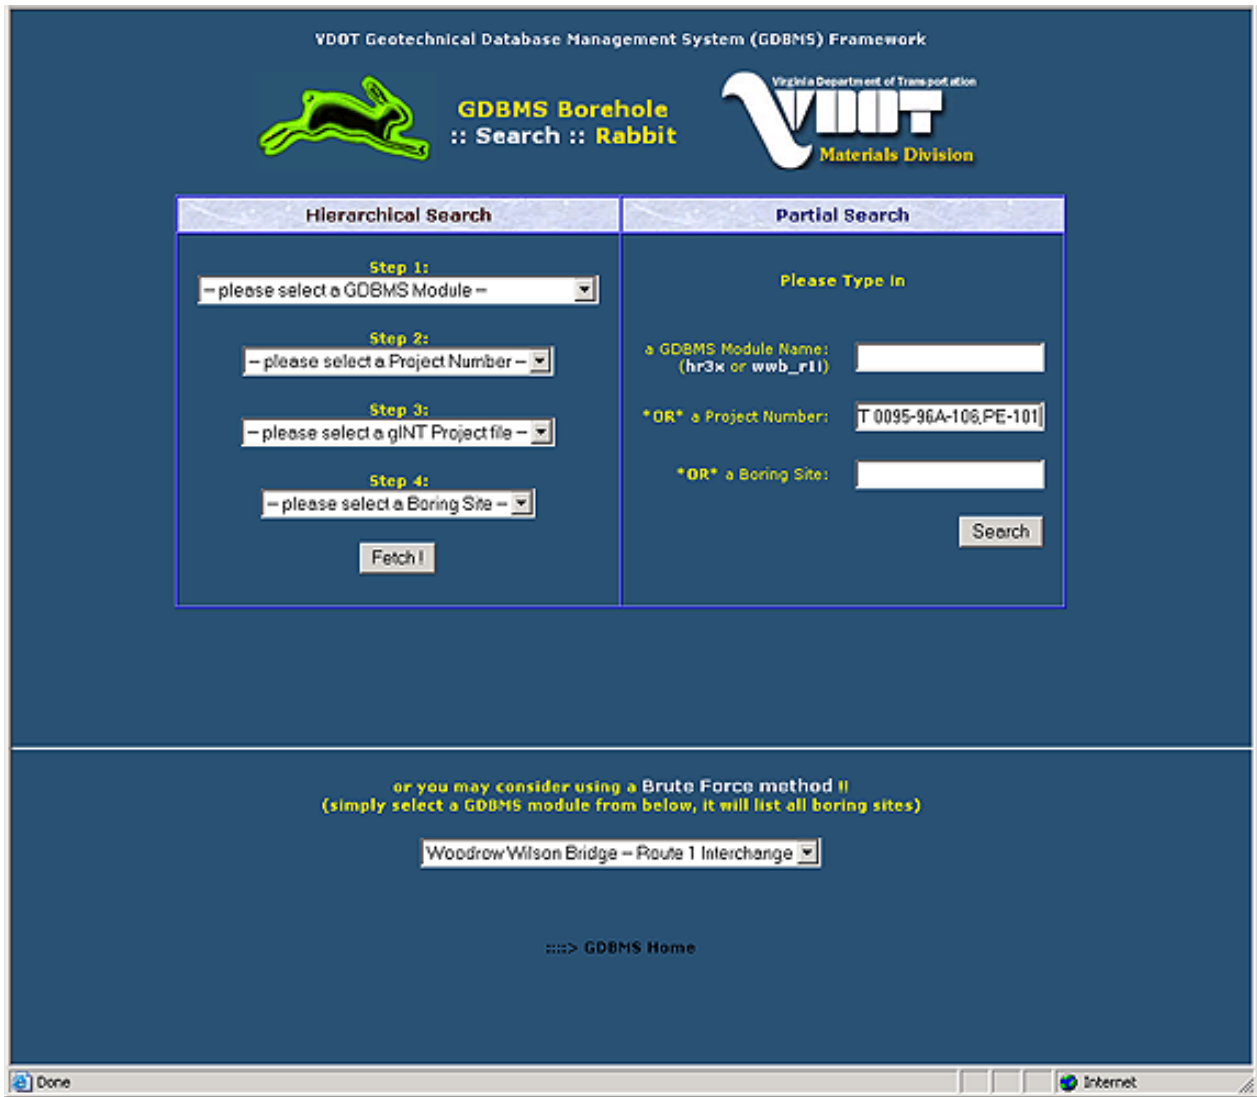 VDOT Geotechnical Database Management System (GDBMS) Framework
GDBMS Borehole
:: Search :: Rabbit
Virginia Department of Transportation
VDOT
Materials Division
Hierarchical Search
Partial Search
Step 1:
-- please select a GDBMS Module --
Step 2:
-- please select a Project Number --
Step 3:
-- please select a gINT Project file --
Step 4:
-- please select a Boring Site --
Fetch !
Please Type In
a GDBMS Module Name:
(hr3x or wwb_r1i)
*OR* a Project Number:
T 0095-96A-106,PE-101
*OR* a Boring Site:
Search
or you may consider using a Brute Force method !!
(simply select a GDBMS module from below, it will list all boring sites)
Woodrow Wilson Bridge -- Route 1 Interchange
::::> GDBMS Home
Done
Internet